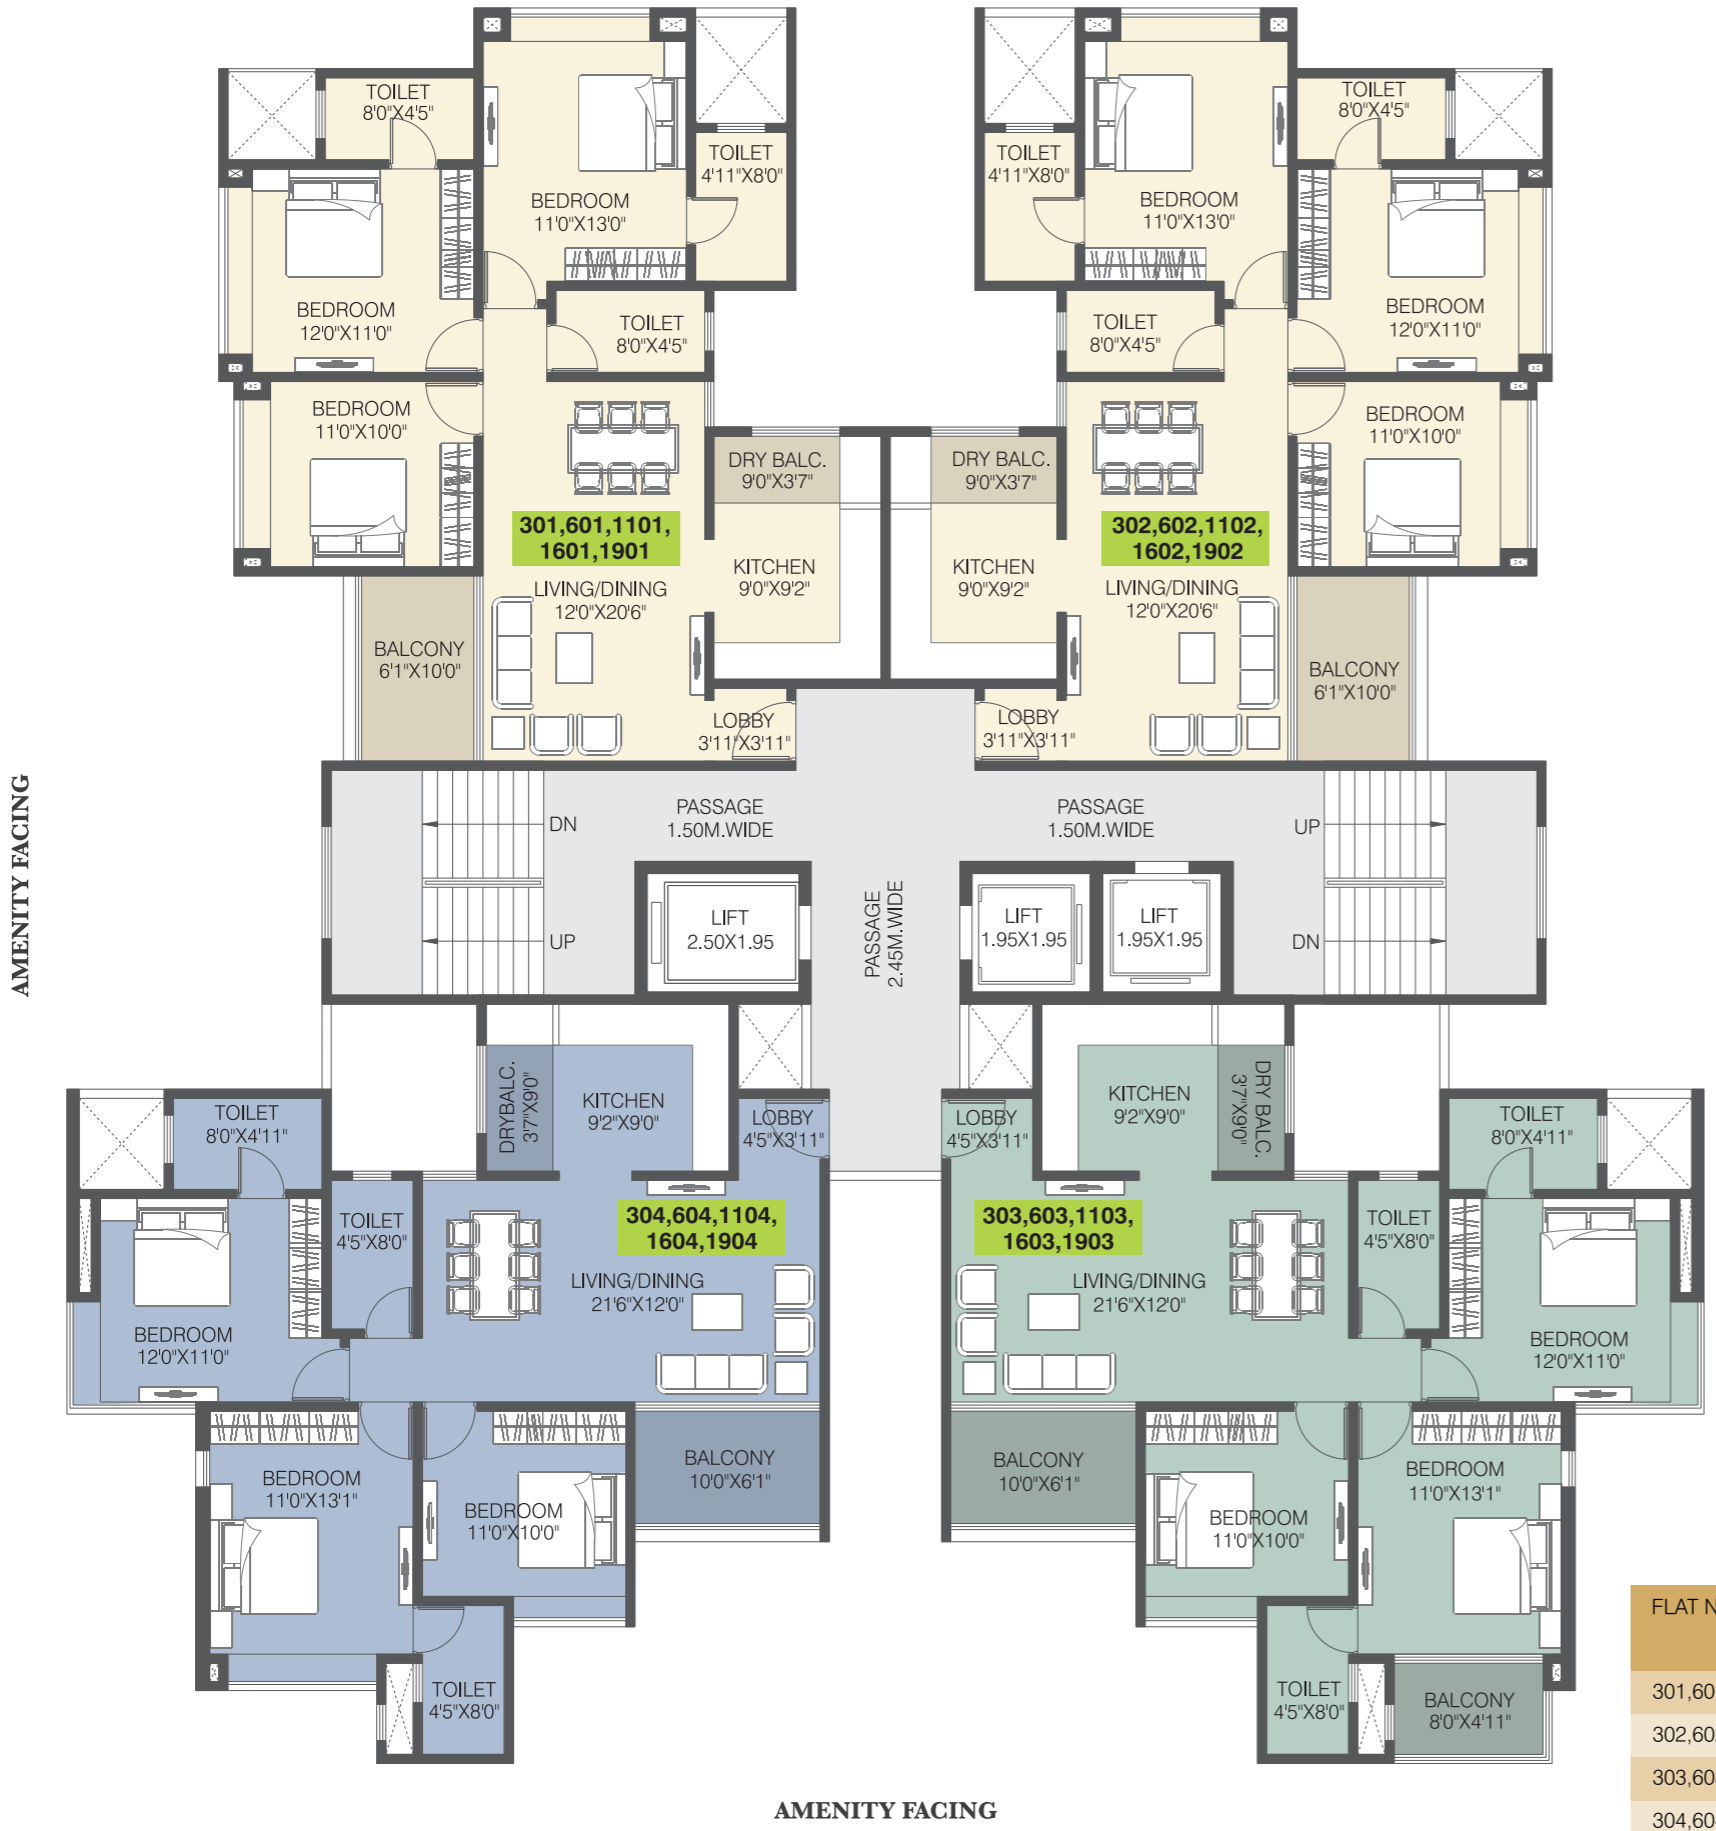 TOILET
8'0"X4'5"
TOILET
4'11"X8'0"
BEDROOM
11'0"X13'0"
BEDROOM
12'0"X11'0"
TOILET
8'0"X4'5"
BEDROOM
11'0"X10'0"
DRY BALC.
9'0"X3'7"
301,601,1101,
1601,1901
KITCHEN
9'0"X9'2"
LIVING/DINING
12'0"X20'6"
BALCONY
6'1"X10'0"
LOBBY
3'11"X3'11"
TOILET
8'0"X4'5"
TOILET
4'11"X8'0"
BEDROOM
11'0"X13'0"
BEDROOM
12'0"X11'0"
TOILET
8'0"X4'5"
BEDROOM
11'0"X10'0"
DRY BALC.
9'0"X3'7"
302,602,1102,
1602,1902
KITCHEN
9'0"X9'2"
LIVING/DINING
12'0"X20'6"
BALCONY
6'1"X10'0"
LOBBY
3'11"X3'11"
AMENITY FACING
DN
PASSAGE
1.50M.WIDE
PASSAGE
1.50M.WIDE
UP
UP
LIFT
2.50X1.95
PASSAGE
2.45M.WIDE
LIFT
1.95X1.95
LIFT
1.95X1.95
DN
TOILET
8'0"X4'11"
DRYBALC.
3'7"X9'0"
KITCHEN
9'2"X9'0"
LOBBY
4'5"X3'11"
TOILET
4'5"X8'0"
304,604,1104,
1604,1904
LIVING/DINING
21'6"X12'0"
BEDROOM
12'0"X11'0"
BALCONY
10'0"X6'1"
BEDROOM
11'0"X13'1"
BEDROOM
11'0"X10'0"
TOILET
4'5"X8'0"
LOBBY
4'5"X3'11"
KITCHEN
9'2"X9'0"
DRY BALC.
3'7"X9'0"
TOILET
8'0"X4'11"
303,603,1103,
1603,1903
TOILET
4'5"X8'0"
LIVING/DINING
21'6"X12'0"
BEDROOM
12'0"X11'0"
BALCONY
10'0"X6'1"
BEDROOM
11'0"X13'1"
BEDROOM
11'0"X10'0"
TOILET
4'5"X8'0"
BALCONY
8'0"X4'11"
FLAT N
301,60
302,60
303,60
304,60
AMENITY FACING